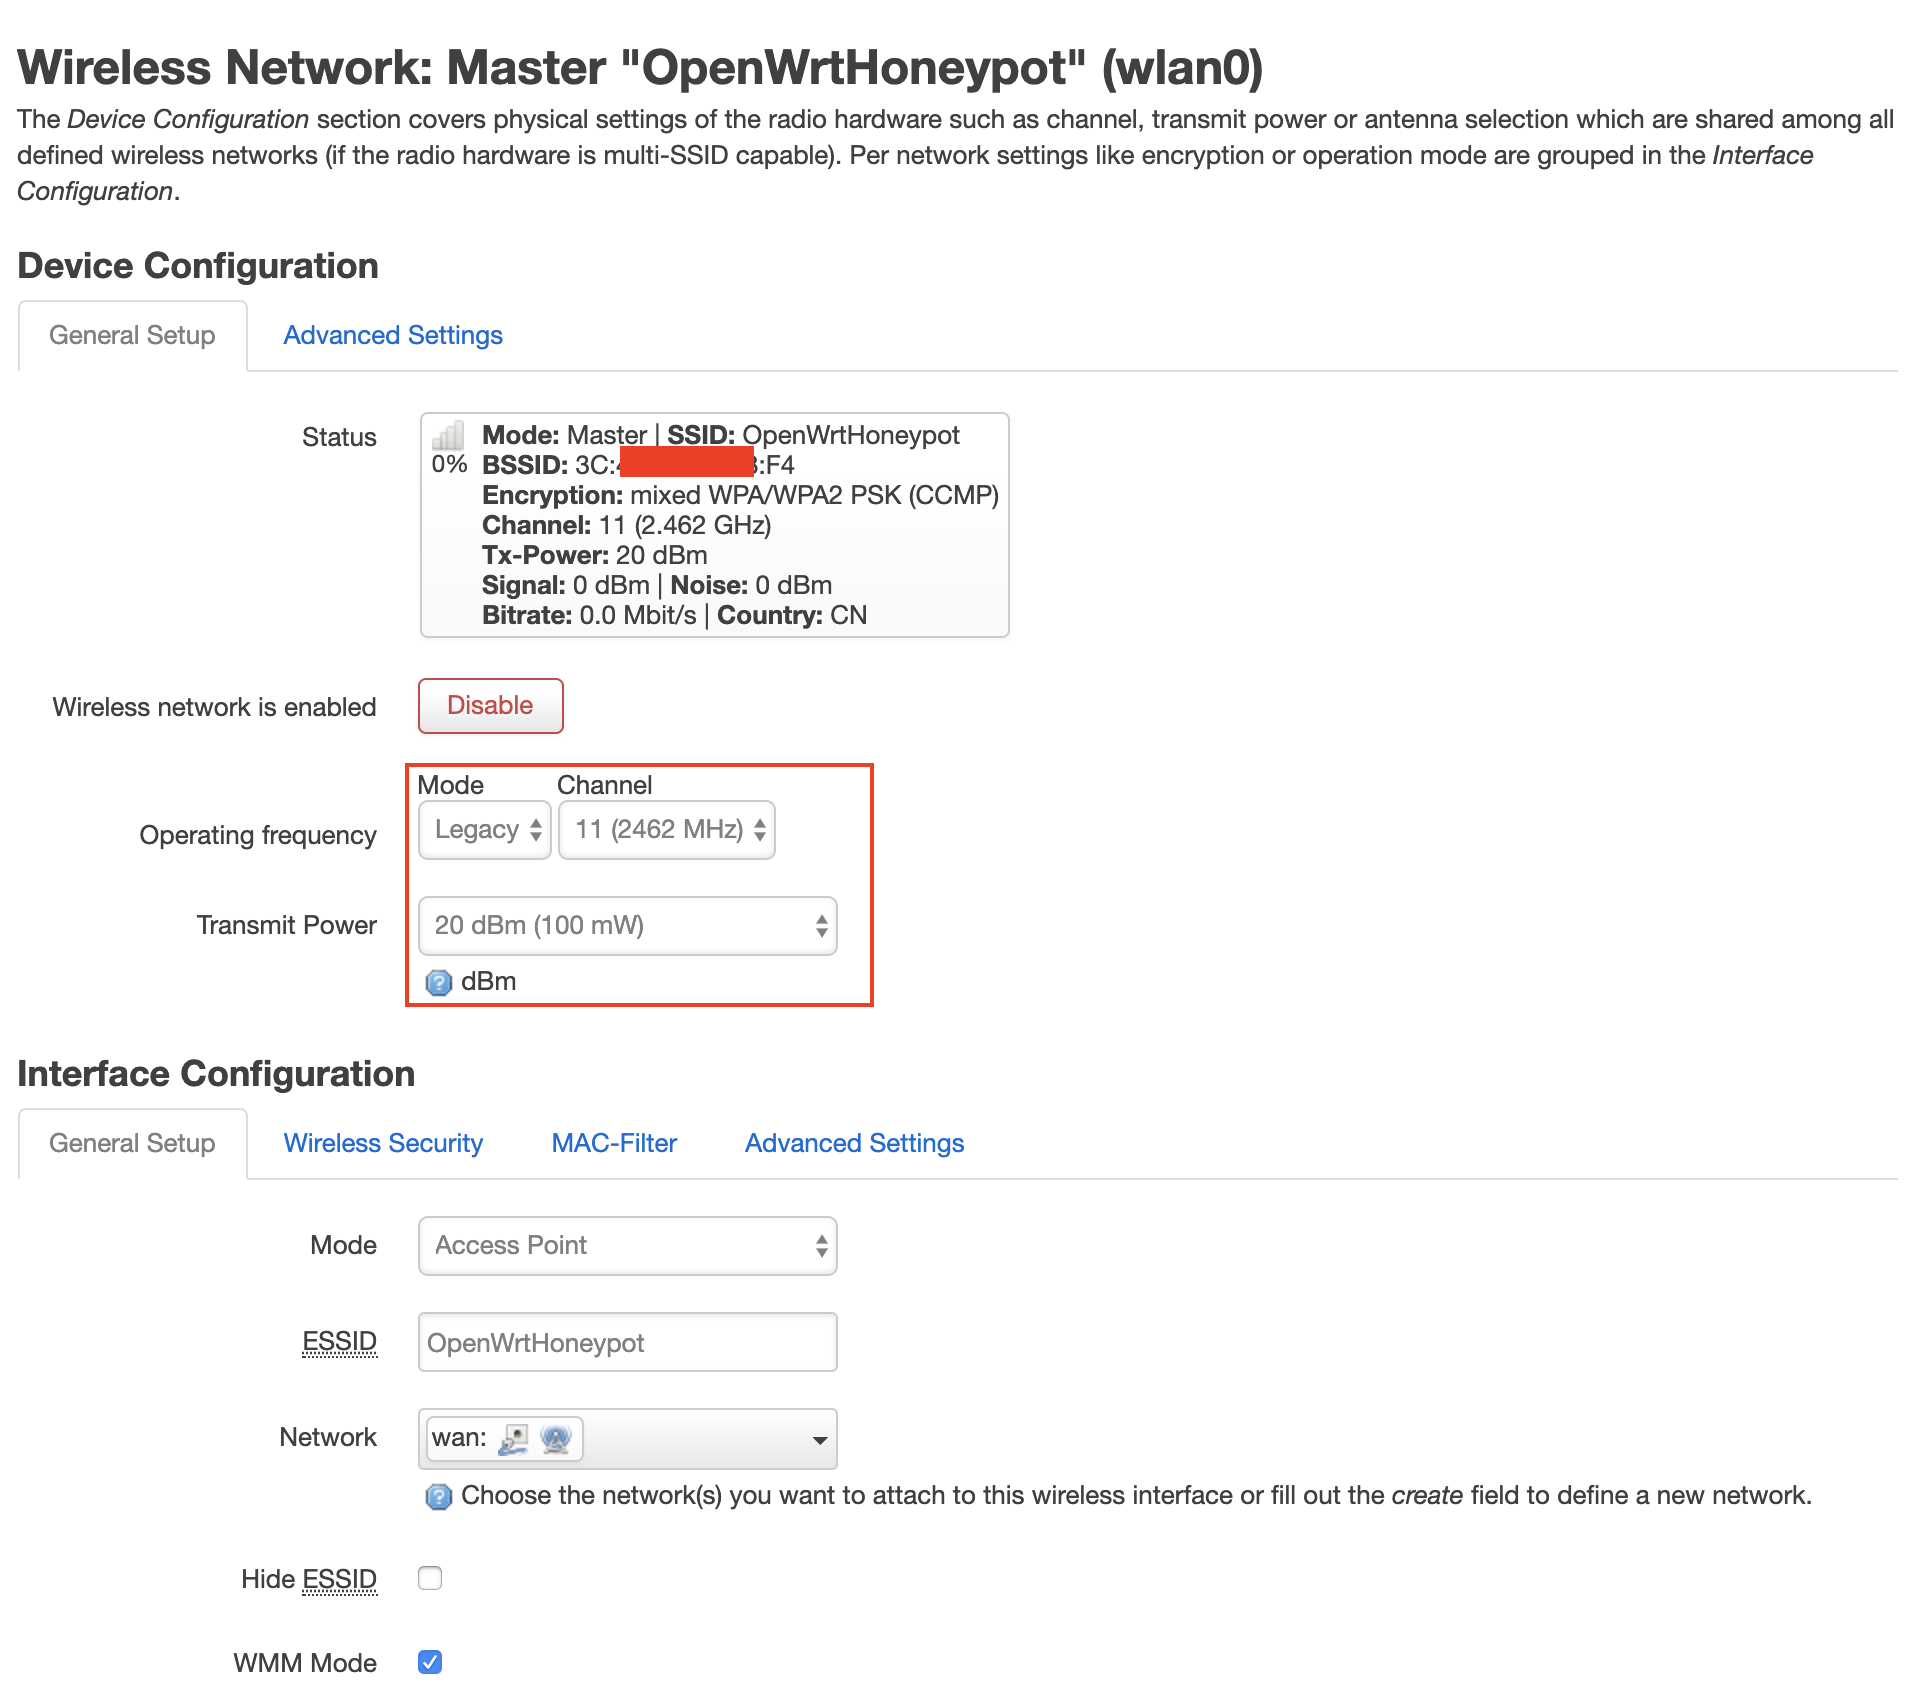 Wireless Network: Master "OpenWrtHoneypot" (wlan0)
The Device Configuration section covers physical settings of the radio hardware such as channel, transmit power or antenna selection which are shared among all
defined wireless networks (if the radio hardware is multi-SSID capable). Per network settings like encryption or operation mode are grouped in the Interface
Configuration.
Device Configuration
General Setup Advanced Settings
Status
0%
Mode: Master | SSID: OpenWrtHoneypot
BSSID: 3C: :F4
Encryption: mixed WPA/WPA2 PSK (CCMP)
Channel: 11 (2.462 GHz)
Tx-Power: 20 dBm
Signal: 0 dBm | Noise: 0 dBm
Bitrate: 0.0 Mbit/s | Country: CN
Wireless network is enabled Disable
Mode Channel
Operating frequency Legacy 11 (2462 MHz)
Transmit Power 20 dBm (100 mW)
dBm
Interface Configuration
General Setup Wireless Security MAC-Filter Advanced Settings
Mode Access Point
ESSID OpenWrtHoneypot
Network wan:
Choose the network(s) you want to attach to this wireless interface or fill out the create field to define a new network.
Hide ESSID
WMM Mode